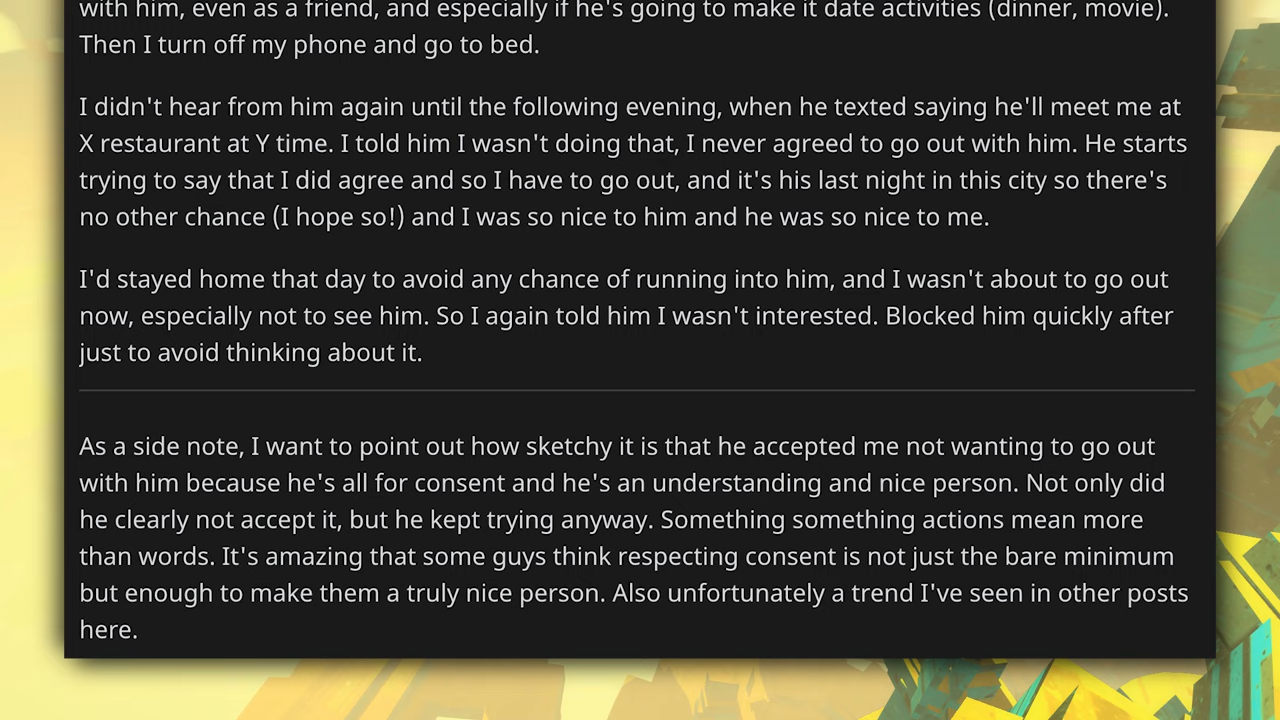 with him, even as a friend, and especially if he's going to make it date activities (dinner, movie).
Then I turn off my phone and go to bed.
I didn't hear from him again until the following evening, when he texted saying he'll meet me at
X restaurant at Y time. I told him I wasn't doing that, I never agreed to go out with him. He starts
trying to say that I did agree and so I have to go out, and it's his last night in this city so there's
no other chance (I hope so!) and I was so nice to him and he was so nice to me.
I'd stayed home that day to avoid any chance of running into him, and I wasn't about to go out
now, especially not to see him. So I again told him I wasn't interested. Blocked him quickly after
just to avoid thinking about it.
As a side note, I want to point out how sketchy it is that he accepted me not wanting to go out
with him because he's all for consent and he's an understanding and nice person. Not only did
he clearly not accept it, but he kept trying anyway. Something something actions mean more
than words. It's amazing that some guys think respecting consent is not just the bare minimum
but enough to make them a truly nice person. Also unfortunately a trend I've seen in other posts
here.